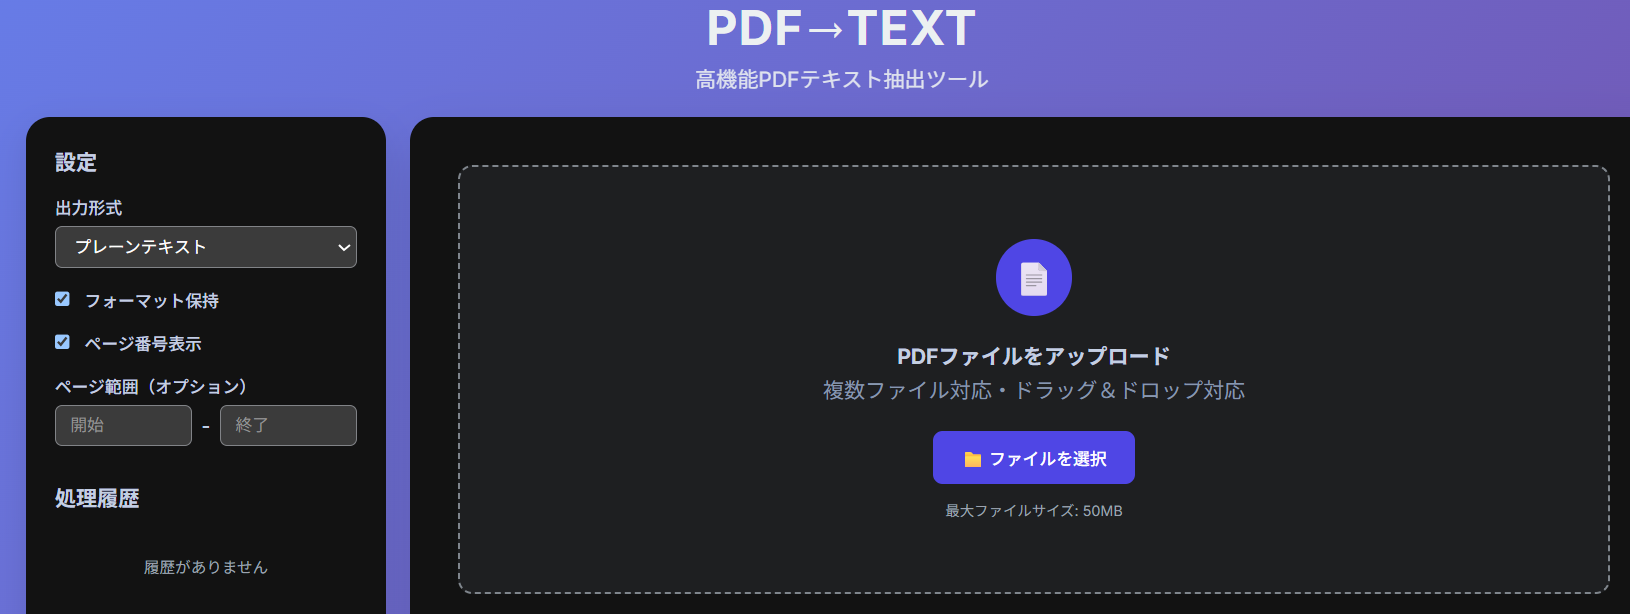 PDF→TEXT
高機能PDFテキスト抽出ツール
設定
出力形式
プレーンテキスト
フォーマット保持
ページ番号表示
ページ範囲（オプション）
開始 - 終了
処理履歴
履歴がありません
PDFファイルをアップロード
複数ファイル対応・ドラッグ＆ドロップ対応
ファイルを選択
最大ファイルサイズ: 50MB